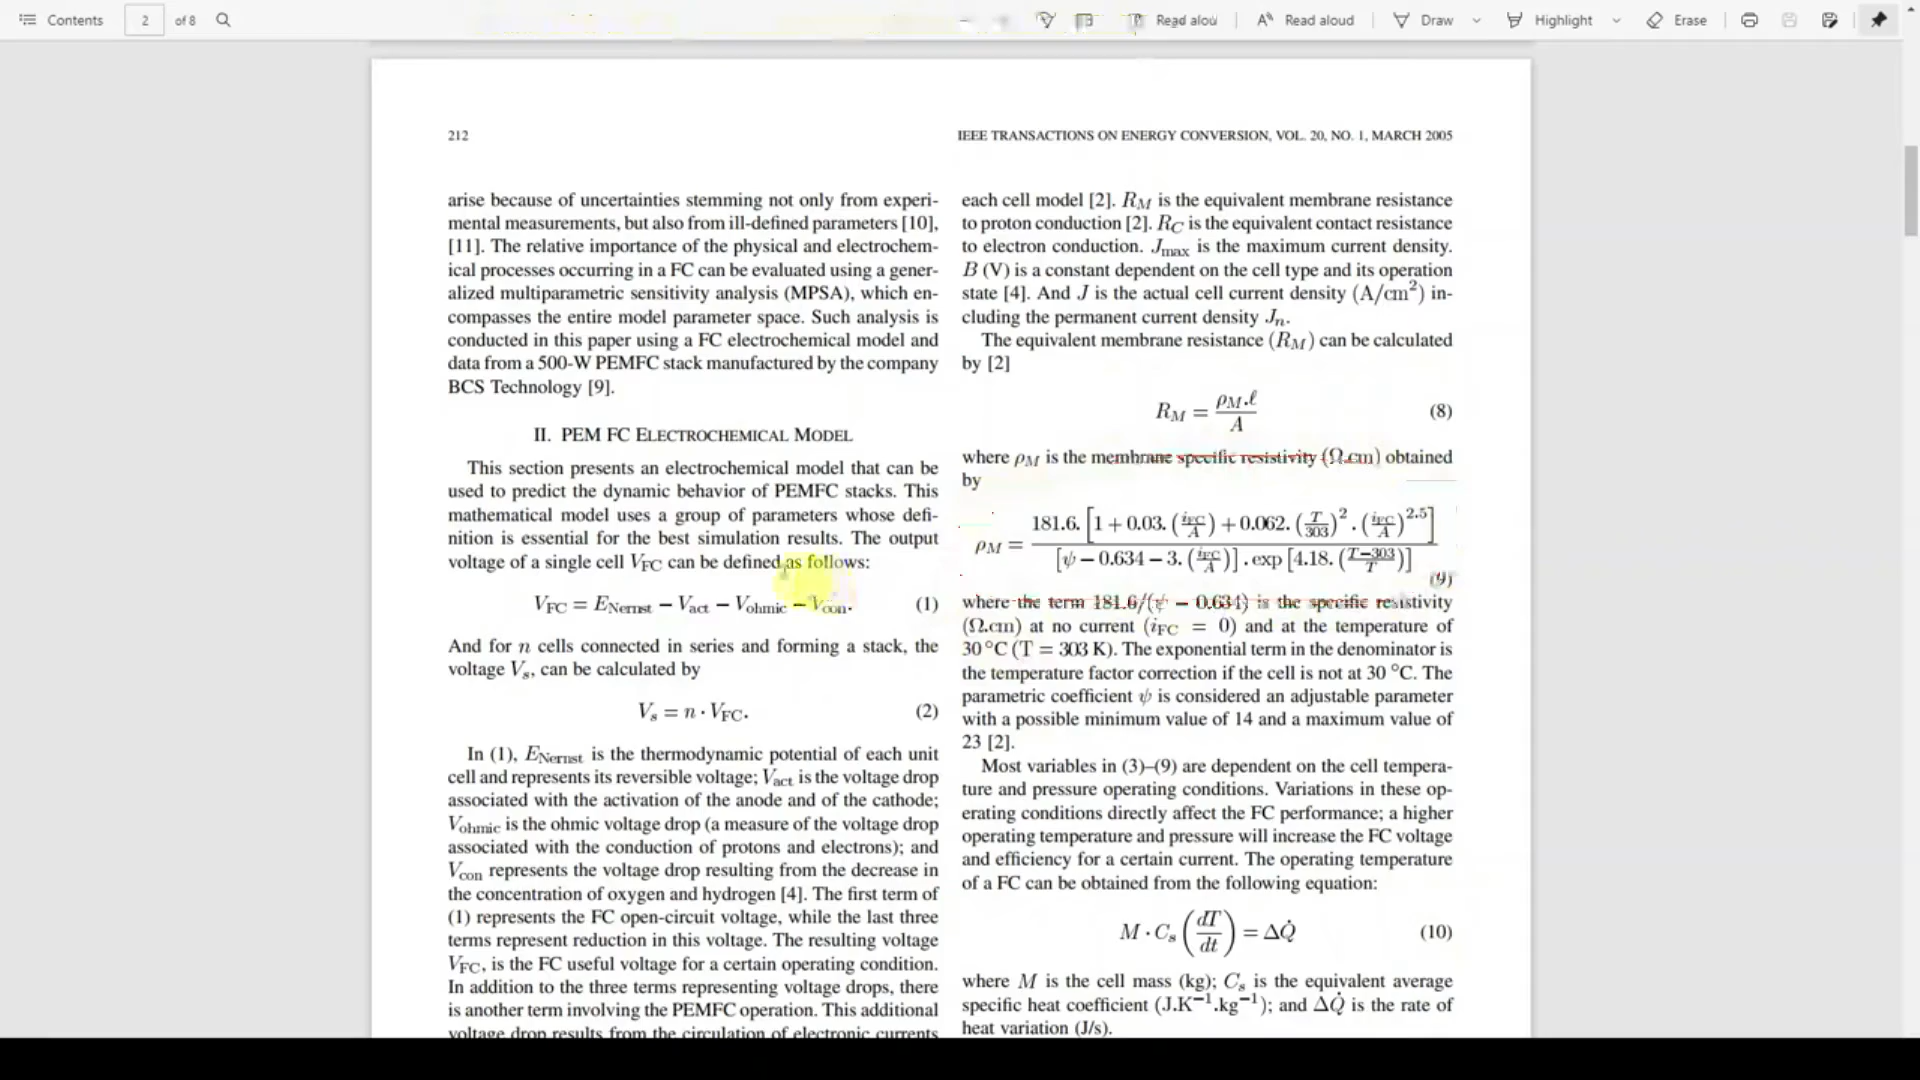 Contents 2 of 8 Read alou Read aloud Draw Highlight Erase
212 IEEE TRANSACTIONS ON ENERGY CONVERSION, VOL. 20, NO. 1, MARCH 2005
arise because of uncertainties stemming not only from experi-
mental measurements, but also from ill-defined parameters [10],
[11]. The relative importance of the physical and electrochem-
ical processes occurring in a FC can be evaluated using a gener-
alized multiparametric sensitivity analysis (MPSA), which en-
compasses the entire model parameter space. Such analysis is
conducted in this paper using a FC electrochemical model and
data from a 500-W PEMFC stack manufactured by the company
BCS Technology [9].
II. PEM FC ELECTROCHEMICAL MODEL
This section presents an electrochemical model that can be
used to predict the dynamic behavior of PEMFC stacks. This
mathematical model uses a group of parameters whose defi-
nition is essential for the best simulation results. The output
voltage of a single cell V_FC can be defined as follows:
V_FC = E_Nernst − V_act − V_ohmic − V_con. (1)
And for n cells connected in series and forming a stack, the
voltage V_s, can be calculated by
V_s = n · V_FC. (2)
In (1), E_Nernst is the thermodynamic potential of each unit
cell and represents its reversible voltage; V_act is the voltage drop
associated with the activation of the anode and of the cathode;
V_ohmic is the ohmic voltage drop (a measure of the voltage drop
associated with the conduction of protons and electrons); and
V_con represents the voltage drop resulting from the decrease in
the concentration of oxygen and hydrogen [4]. The first term of
(1) represents the FC open-circuit voltage, while the last three
terms represent reduction in this voltage. The resulting voltage
V_FC, is the FC useful voltage for a certain operating condition.
In addition to the three terms representing voltage drops, there
is another term involving the PEMFC operation. This additional
voltage drop results from the circulation of electronic currents
each cell model [2]. R_M is the equivalent membrane resistance
to proton conduction [2]. R_C is the equivalent contact resistance
to electron conduction. J_max is the maximum current density.
B (V) is a constant dependent on the cell type and its operation
state [4]. And J is the actual cell current density (A/cm²) in-
cluding the permanent current density J_n.
The equivalent membrane resistance (R_M) can be calculated
by [2]
R_M = ρ_M.ℓ / A (8)
where ρ_M is the membrane specific resistivity (Ω.cm) obtained
by
ρ_M = 181.6. [1 + 0.03. (i_FC/A) + 0.062. (T/303)² . (i_FC/A)^2.5] / [ψ − 0.634 − 3. (i_FC/A)] . exp [4.18. (T−303/T)]
(9)
where the term 181.6/(ψ − 0.634) is the specific resistivity
(Ω.cm) at no current (i_FC = 0) and at the temperature of
30 °C (T = 303 K). The exponential term in the denominator is
the temperature factor correction if the cell is not at 30 °C. The
parametric coefficient ψ is considered an adjustable parameter
with a possible minimum value of 14 and a maximum value of
23 [2].
Most variables in (3)–(9) are dependent on the cell tempera-
ture and pressure operating conditions. Variations in these op-
erating conditions directly affect the FC performance; a higher
operating temperature and pressure will increase the FC voltage
and efficiency for a certain current. The operating temperature
of a FC can be obtained from the following equation:
M · C_s (dT/dt) = ΔQ̇ (10)
where M is the cell mass (kg); C_s is the equivalent average
specific heat coefficient (J.K⁻¹.kg⁻¹); and ΔQ̇ is the rate of
heat variation (J/s).